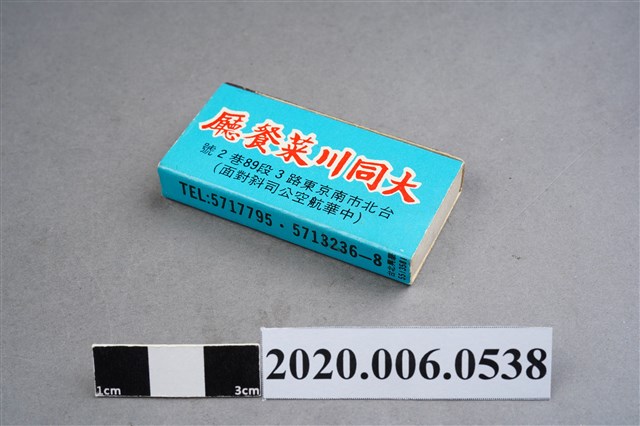 大同川菜餐廳
台北市南京東路3段89巷2號
(中華航空公司斜對面)
TEL:5717795・5713236—8
1cm
3cm
2020.006.0538